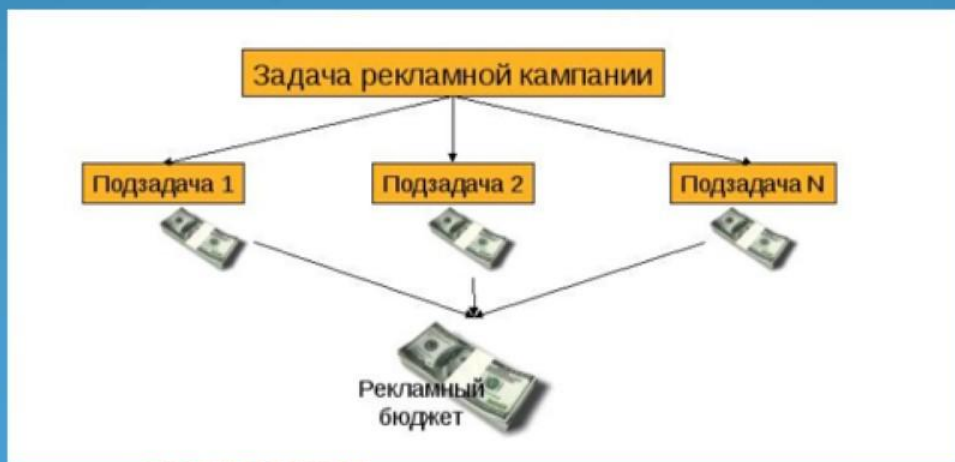 Задача рекламной кампании
Подзадача 1
Подзадача 2
Подзадача N
Рекламный
бюджет